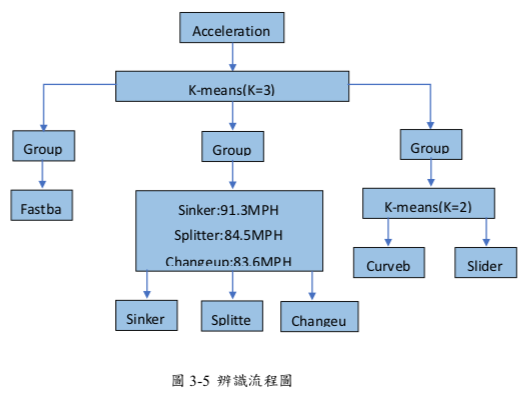 Acceleration
K-means(K=3)
Group
Group
Group
Fastba
Sinker:91.3MPH
Splitter:84.5MPH
Changeup:83.6MPH
K-means(K=2)
Curveb
Slider
Sinker
Splitte
Changeu
圖 3-5 辨識流程圖